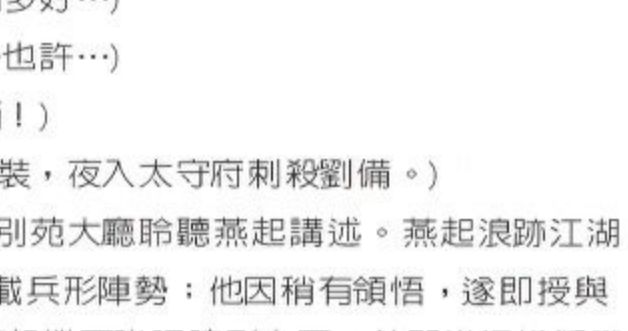 多好…)
也許…)
！)
裝，夜入太守府刺殺劉備。)
別苑大廳聆聽燕起講述。燕起浪跡江湖
載兵形陣勢：他因稍有領悟，遂即授與